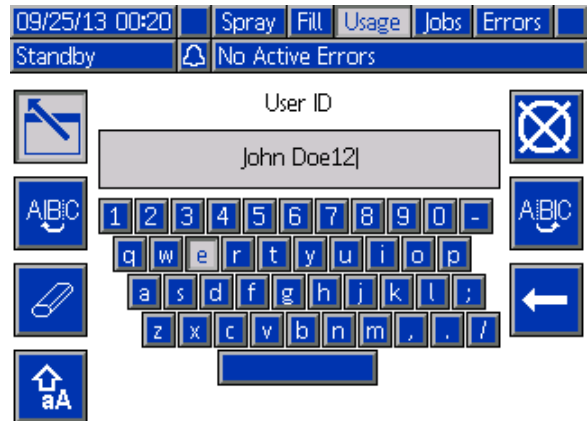 09/25/13 00:20 Spray Fill Usage Jobs Errors
Standby No Active Errors
User ID
John Doe12
A|B|C 1 2 3 4 5 6 7 8 9 0 - A|B|C
q w e r t y u i o p
a s d f g h j k l ;
z x c v b n m , . /
aA